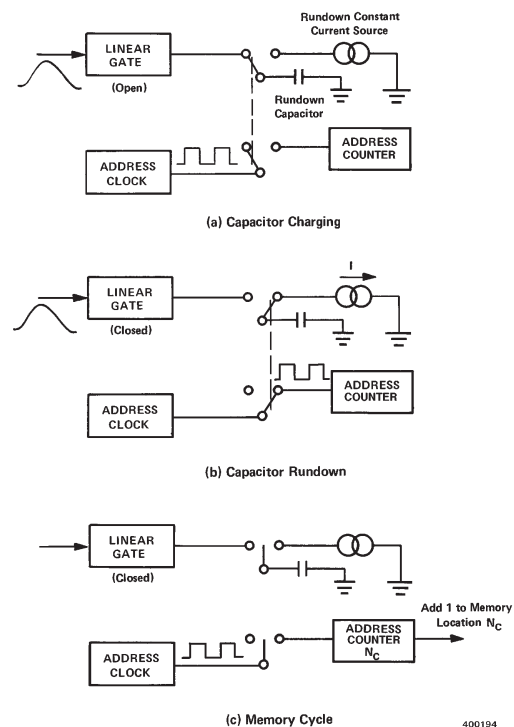 Rundown Constant
Current Source
LINEAR
GATE
(Open)
Rundown
Capacitor
ADDRESS
CLOCK
ADDRESS
COUNTER
(a) Capacitor Charging
I
LINEAR
GATE
(Closed)
ADDRESS
CLOCK
ADDRESS
COUNTER
(b) Capacitor Rundown
LINEAR
GATE
(Closed)
Add 1 to Memory
Location NC
ADDRESS
CLOCK
ADDRESS
COUNTER
NC
(c) Memory Cycle
400194